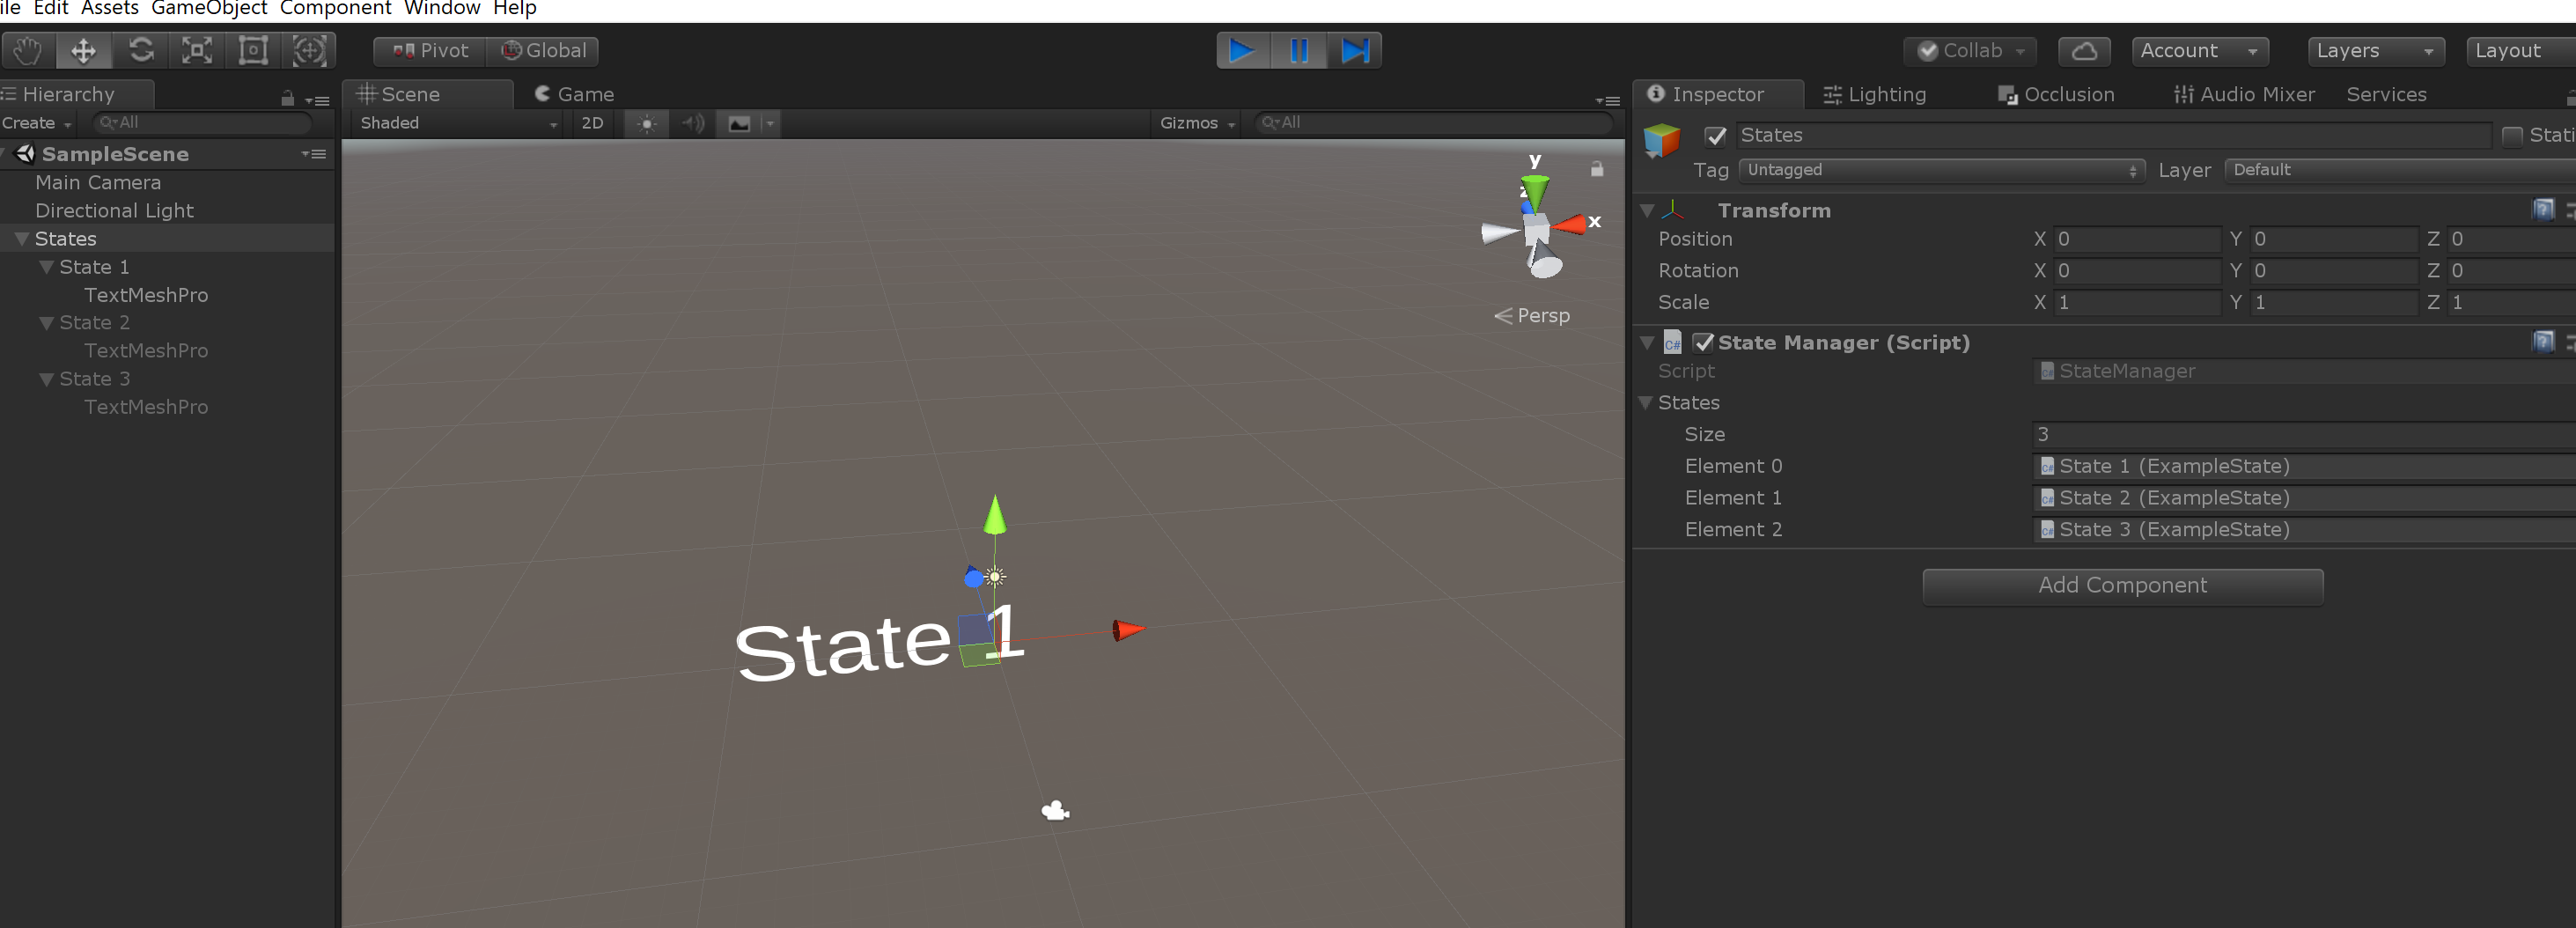 ile Edit Assets GameObject Component Window Help
Pivot Global Collab Account Layers Layout
Hierarchy
Create All
SampleScene
Main Camera
Directional Light
States
State 1
TextMeshPro
State 2
TextMeshPro
State 3
TextMeshPro
Scene Game
Shaded 2D Gizmos All
y
z
x
Persp
State 1
Inspector Lighting Occlusion Audio Mixer Services
States Stati
Tag Untagged Layer Default
Transform
Position X 0 Y 0 Z 0
Rotation X 0 Y 0 Z 0
Scale X 1 Y 1 Z 1
C# State Manager (Script)
Script StateManager
States
Size 3
Element 0 State 1 (ExampleState)
Element 1 State 2 (ExampleState)
Element 2 State 3 (ExampleState)
Add Component